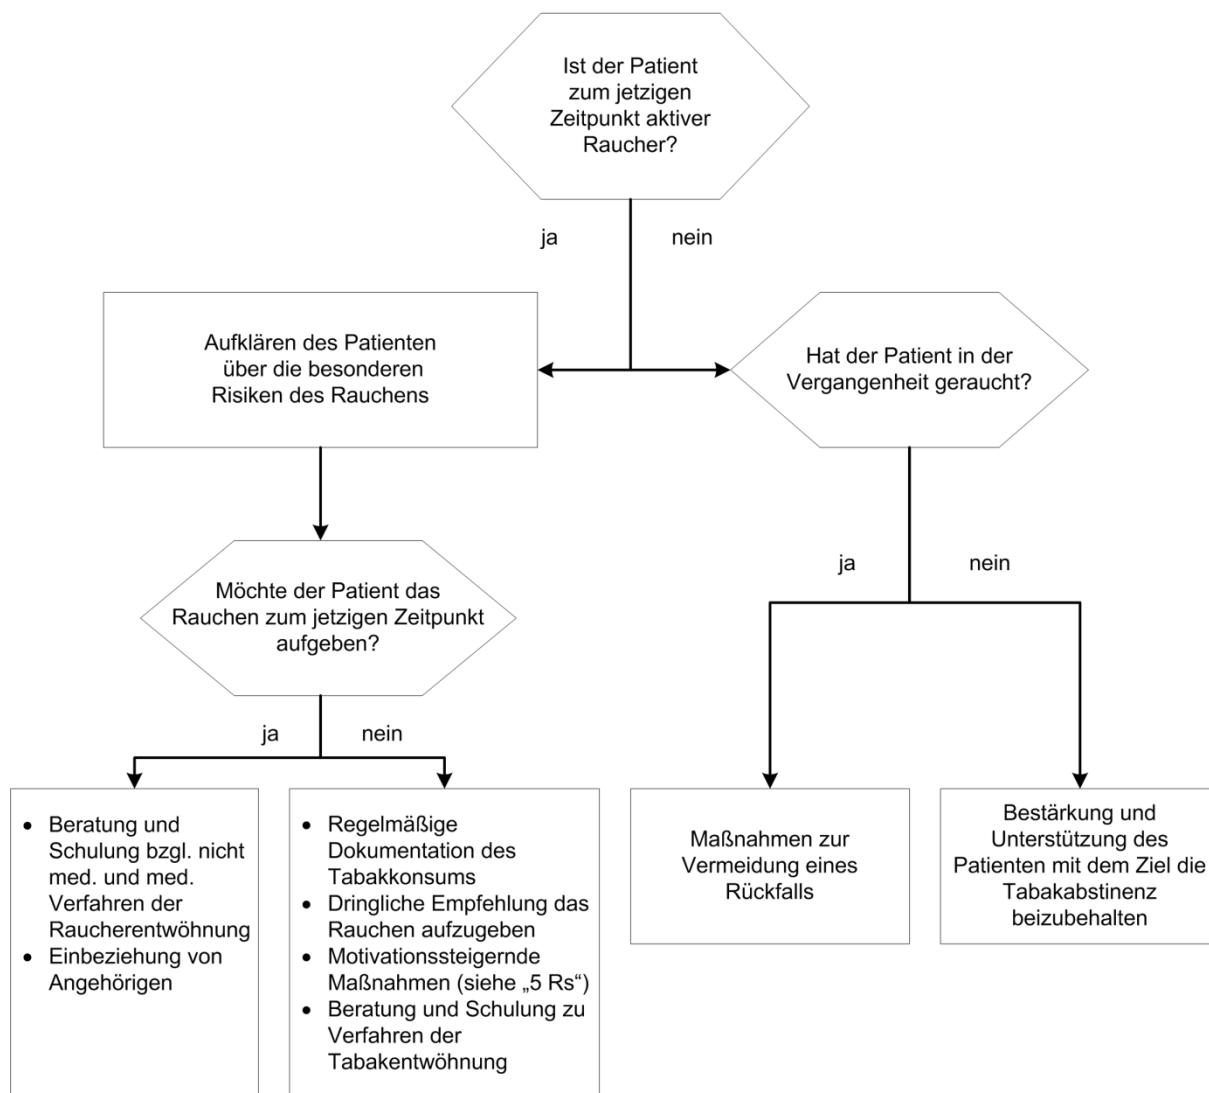 Ist der Patient
zum jetzigen
Zeitpunkt aktiver
Raucher?
ja
nein
Aufklären des Patienten
über die besonderen
Risiken des Rauchens
Hat der Patient in der
Vergangenheit geraucht?
Möchte der Patient das
Rauchen zum jetzigen Zeitpunkt
aufgeben?
ja
nein
ja
nein
• Beratung und
Schulung bzgl. nicht
med. und med.
Verfahren der
Raucherentwöhnung
• Einbeziehung von
Angehörigen
• Regelmäßige
Dokumentation des
Tabakkonsums
• Dringliche Empfehlung das
Rauchen aufzugeben
• Motivationssteigernde
Maßnahmen (siehe „5 Rs“)
• Beratung und Schulung zu
Verfahren der
Tabakentwöhnung
Maßnahmen zur
Vermeidung eines
Rückfalls
Bestärkung und
Unterstützung des
Patienten mit dem Ziel die
Tabakabstinenz
beizubehalten